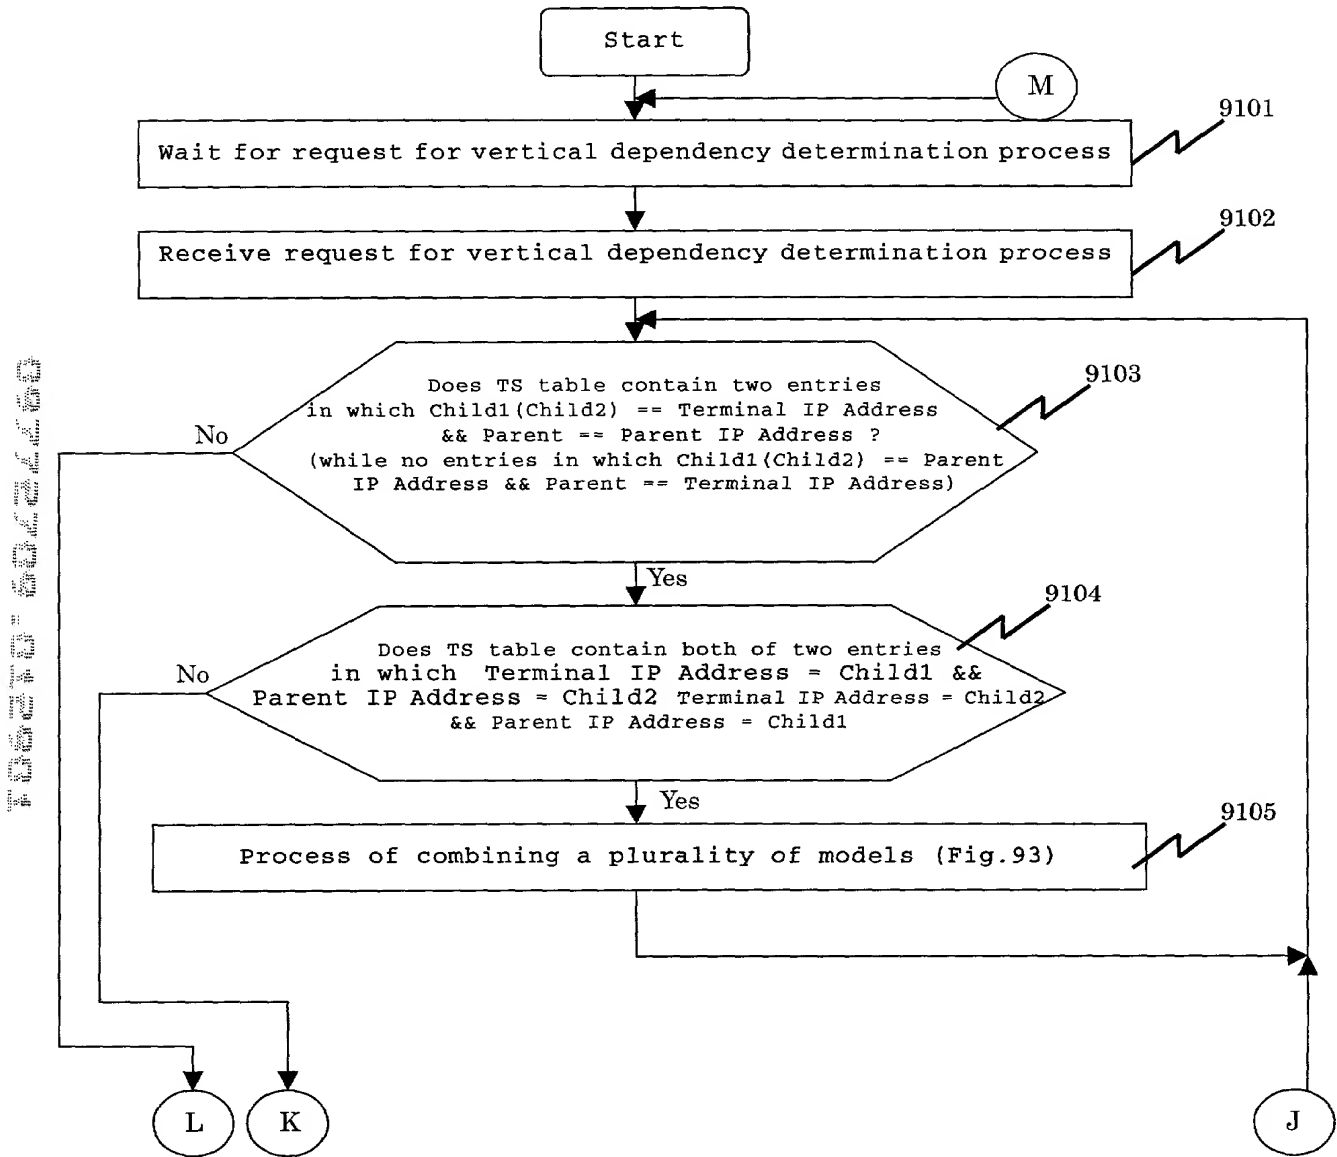 Start
M
9101
Wait for request for vertical dependency determination process
9102
Receive request for vertical dependency determination process
9103
Does TS table contain two entries
in which Child1(Child2) == Terminal IP Address
&& Parent == Parent IP Address ?
(while no entries in which Child1(Child2) == Parent
IP Address && Parent == Terminal IP Address)
No
Yes
9104
Does TS table contain both of two entries
in which Terminal IP Address = Child1 &&
Parent IP Address = Child2 Terminal IP Address = Child2
&& Parent IP Address = Child1
No
Yes
9105
Process of combining a plurality of models (Fig.93)
L
K
J